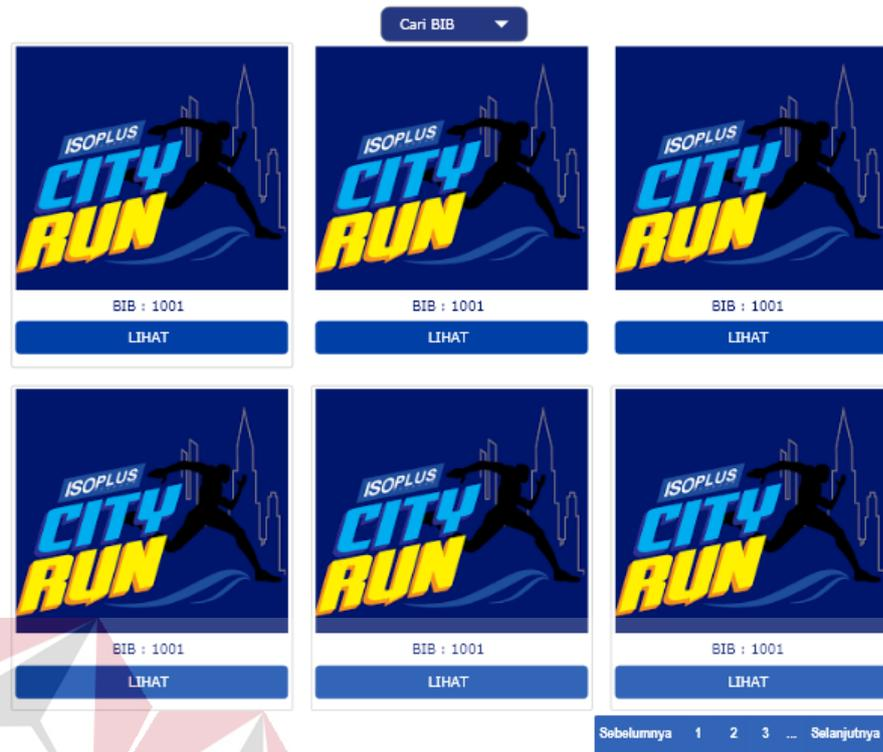 Cari BIB
ISOPLUS
CITY
RUN
ISOPLUS
CITY
RUN
ISOPLUS
CITY
RUN
BIB : 1001
BIB : 1001
BIB : 1001
LIHAT
LIHAT
LIHAT
ISOPLUS
CITY
RUN
ISOPLUS
CITY
RUN
ISOPLUS
CITY
RUN
BIB : 1001
BIB : 1001
BIB : 1001
LIHAT
LIHAT
LIHAT
Sebelumnya 1 2 3 ... Selanjutnya